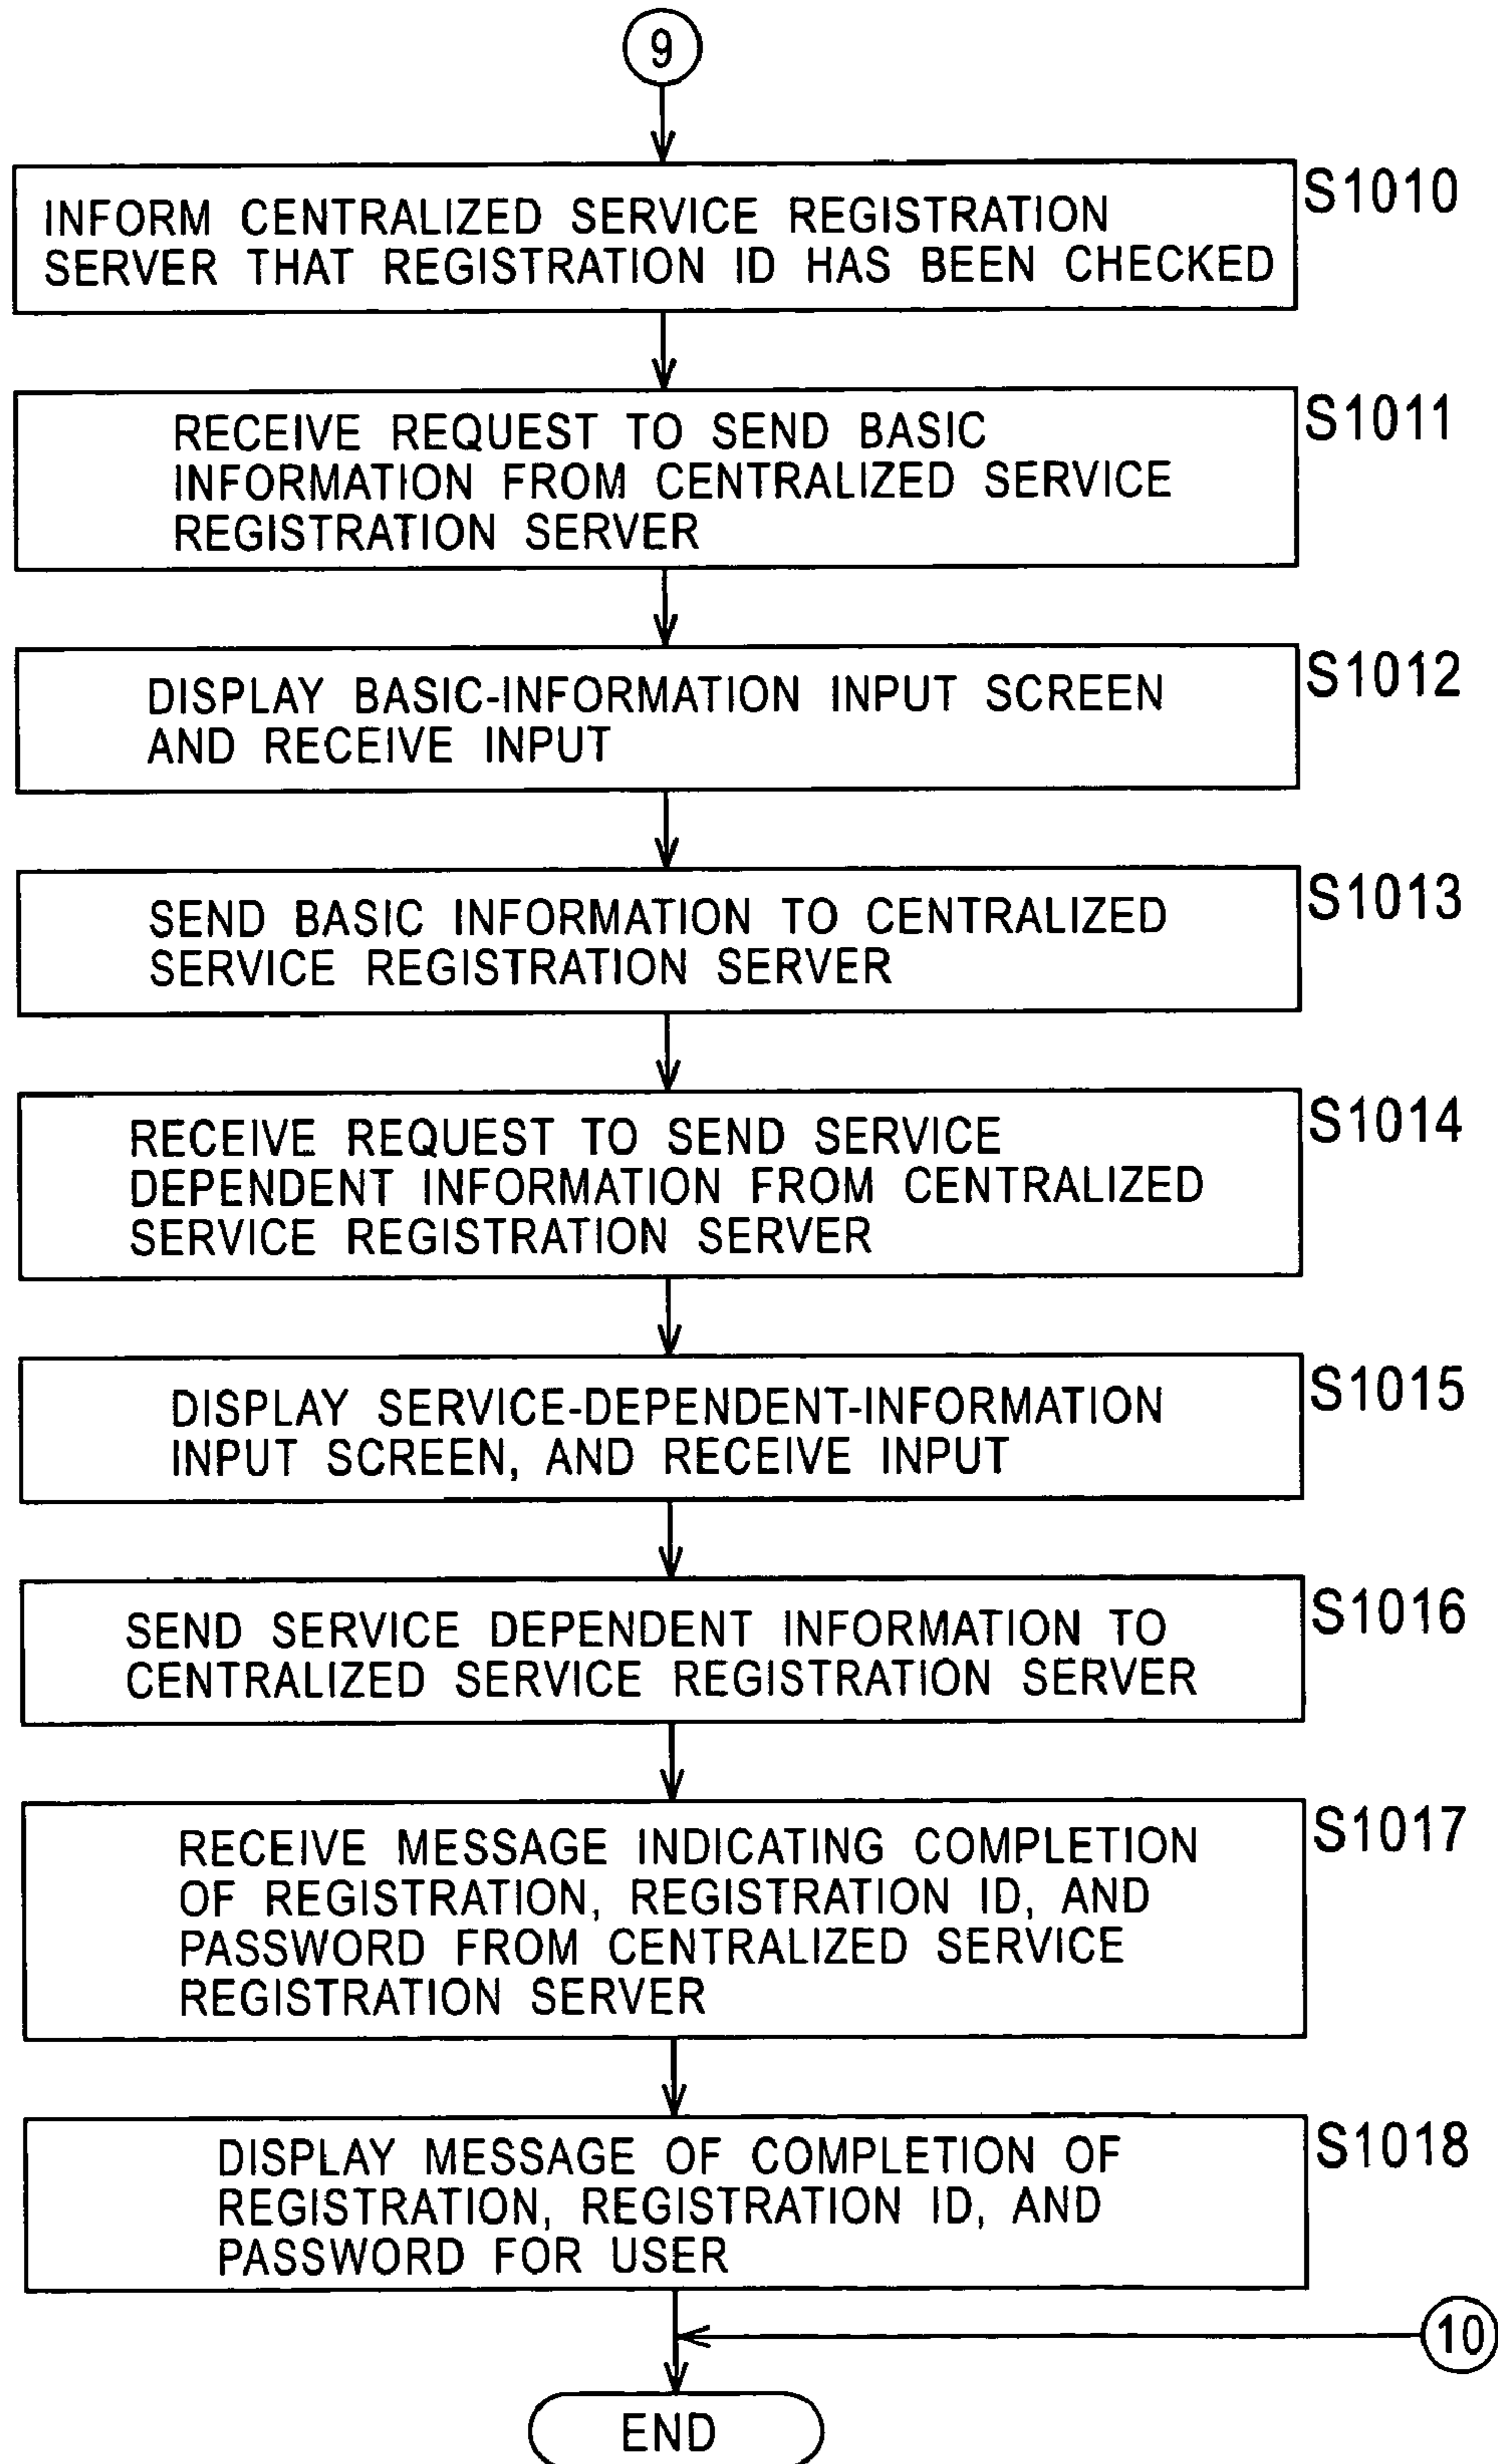 9
S1010
INFORM CENTRALIZED SERVICE REGISTRATION
SERVER THAT REGISTRATION ID HAS BEEN CHECKED
S1011
RECEIVE REQUEST TO SEND BASIC
INFORMATION FROM CENTRALIZED SERVICE
REGISTRATION SERVER
S1012
DISPLAY BASIC-INFORMATION INPUT SCREEN
AND RECEIVE INPUT
S1013
SEND BASIC INFORMATION TO CENTRALIZED
SERVICE REGISTRATION SERVER
S1014
RECEIVE REQUEST TO SEND SERVICE
DEPENDENT INFORMATION FROM CENTRALIZED
SERVICE REGISTRATION SERVER
S1015
DISPLAY SERVICE-DEPENDENT-INFORMATION
INPUT SCREEN, AND RECEIVE INPUT
S1016
SEND SERVICE DEPENDENT INFORMATION TO
CENTRALIZED SERVICE REGISTRATION SERVER
S1017
RECEIVE MESSAGE INDICATING COMPLETION
OF REGISTRATION, REGISTRATION ID, AND
PASSWORD FROM CENTRALIZED SERVICE
REGISTRATION SERVER
S1018
DISPLAY MESSAGE OF COMPLETION OF
REGISTRATION, REGISTRATION ID, AND
PASSWORD FOR USER
10
END